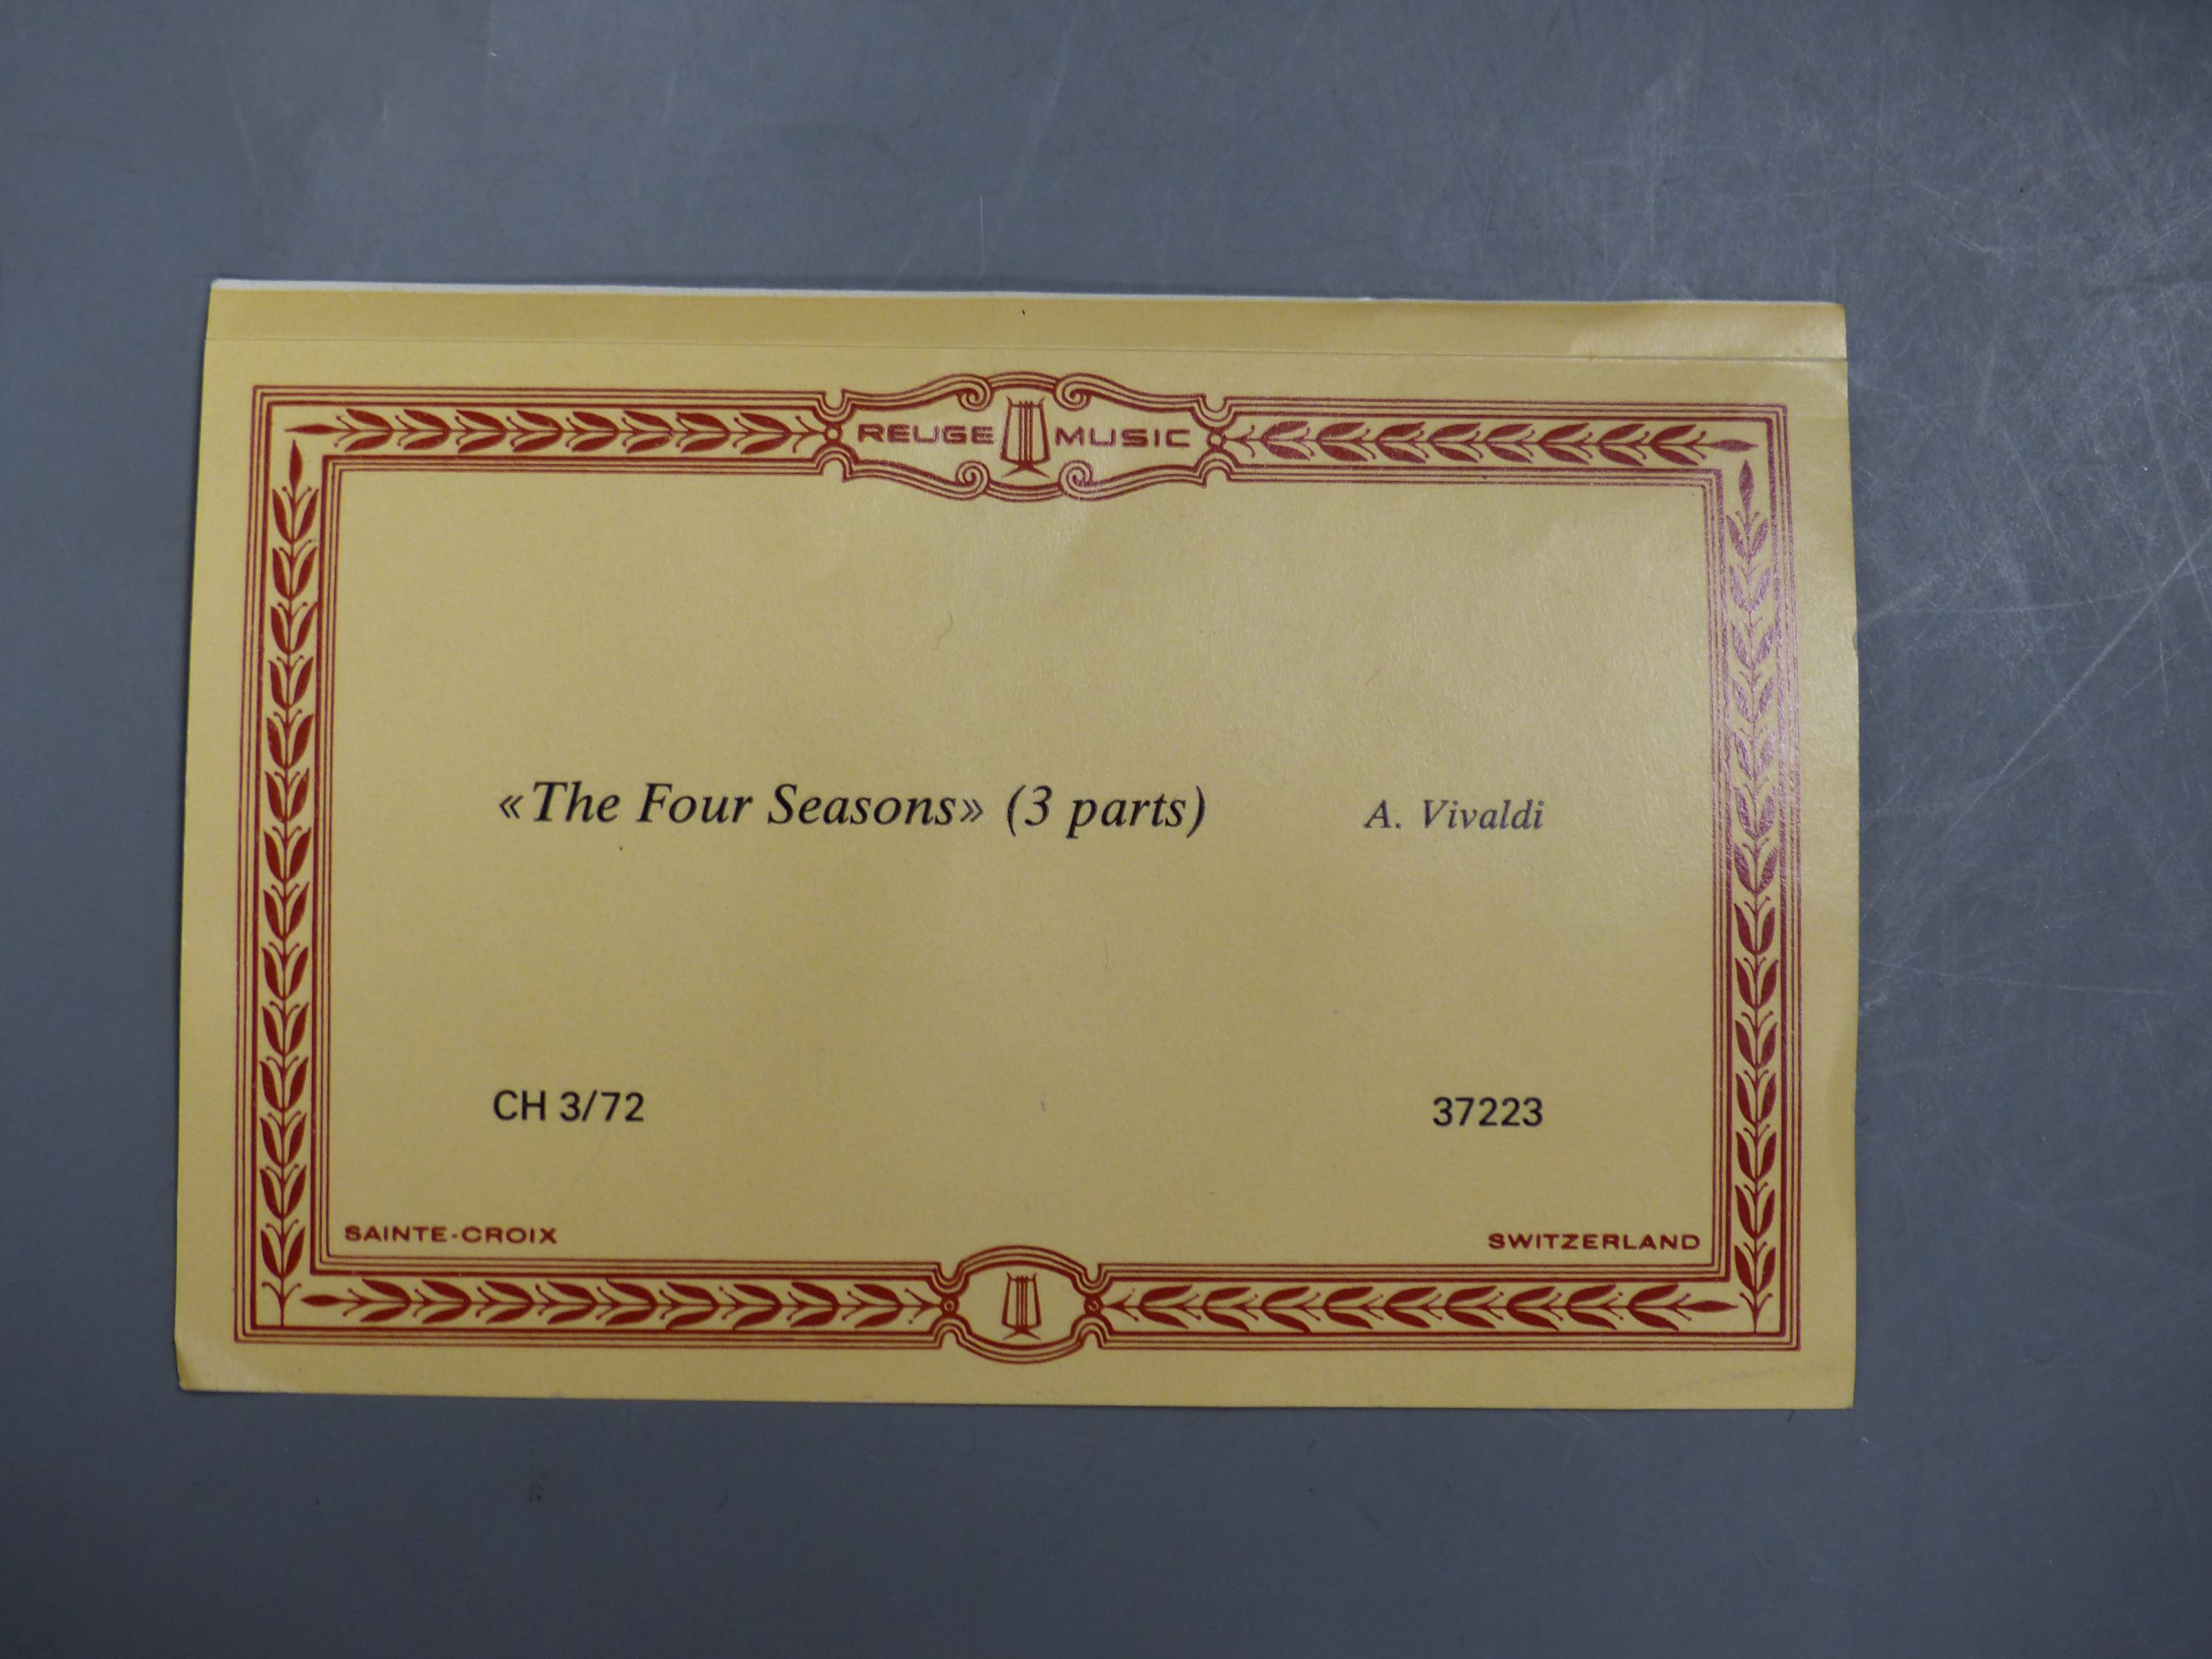 REUGE MUSIC
«The Four Seasons» (3 parts) A. Vivaldi
CH 3/72 37223
SAINTE-CROIX SWITZERLAND